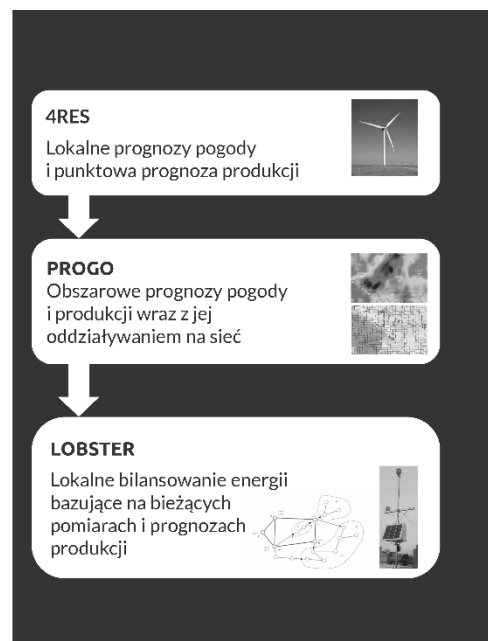 4RES
Lokalne prognozy pogody
i punktowa prognoza produkcji
PROGO
Obszarowe prognozy pogody
i produkcji wraz z jej
oddziaływaniem na sieć
LOBSTER
Lokalne bilansowanie energii
bazujące na bieżących
pomiarach i prognozach
produkcji